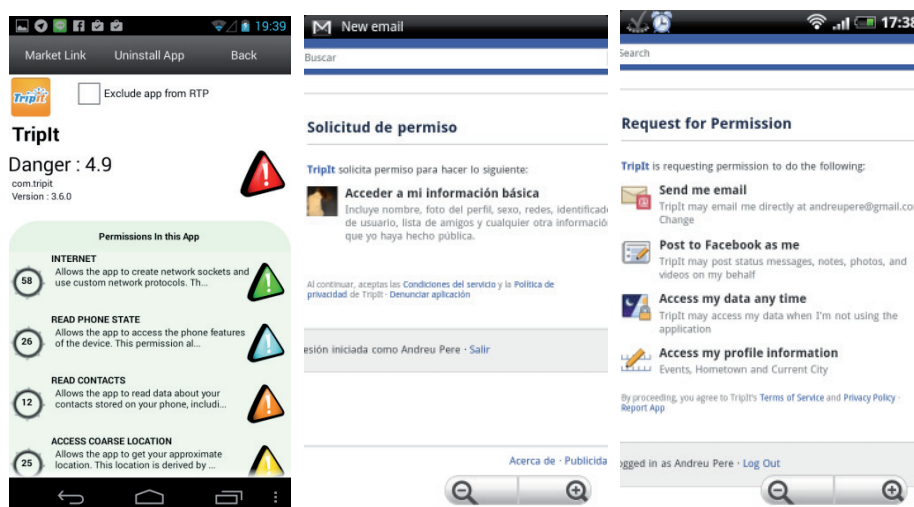 19:39
Market Link Uninstall App Back
Tripit
Exclude app from RTP
TripIt
Danger : 4.9
com.tripit
Version : 3.6.0
Permissions In this App
INTERNET
58
Allows the app to create network sockets and
use custom network protocols. Th...
READ PHONE STATE
26
Allows the app to access the phone features
of the device. This permission al...
READ CONTACTS
12
Allows the app to read data about your
contacts stored on your phone, includi...
ACCESS COARSE LOCATION
25
Allows the app to get your approximate
location. This location is derived by ...
New email
Buscar
Solicitud de permiso
TripIt solicita permiso para hacer lo siguiente:
Acceder a mi información básica
Incluye nombre, foto del perfil, sexo, redes, identificad
de usuario, lista de amigos y cualquier otra informació
que yo haya hecho pública.
Al continuar, aceptas las Condiciones del servicio y la Política de
privacidad de TripIt · Denunciar aplicación
esión iniciada como Andreu Pere · Salir
Acerca de · Publicida
17:38
Search
Request for Permission
TripIt is requesting permission to do the following:
Send me email
TripIt may email me directly at andreupere@gmail.co
Change
Post to Facebook as me
TripIt may post status messages, notes, photos, and
videos on my behalf
Access my data any time
TripIt may access my data when I'm not using the
application
Access my profile information
Events, Hometown and Current City
By proceeding, you agree to TripIt's Terms of Service and Privacy Policy ·
Report App
ogged in as Andreu Pere · Log Out